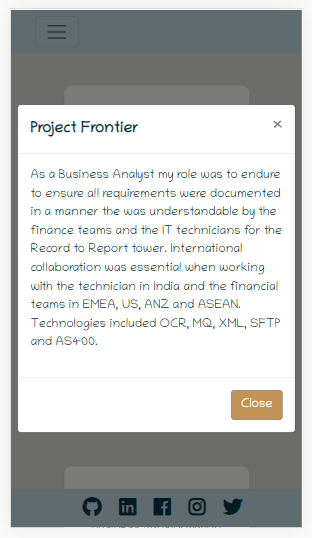 Project Frontier ×
As a Business Analyst my role was to endure
to ensure all requirements were documented
in a manner the was understandable by the
finance teams and the IT technicians for the
Record to Report tower. International
collaboration was essential when working
with the technician in India and the financial
teams in EMEA, US, ANZ and ASEAN.
Technologies included OCR, MQ, XML, SFTP
and AS400.
Close